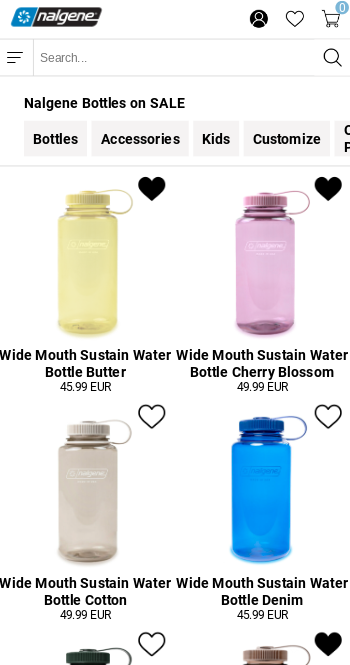 nalgene
0
Search...
Nalgene Bottles on SALE
Bottles
Accessories
Kids
Customize
Wide Mouth Sustain Water
Bottle Butter
45.99 EUR
Wide Mouth Sustain Water
Bottle Cherry Blossom
49.99 EUR
Wide Mouth Sustain Water
Bottle Cotton
49.99 EUR
Wide Mouth Sustain Water
Bottle Denim
45.99 EUR